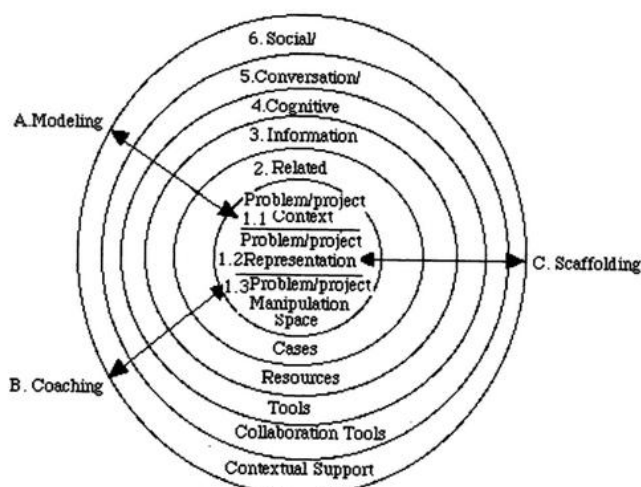 6. Social/
5.Conversation/
4.Cognitive
A.Modeling
3. Information
2. Related
Problem/project
1.1 Context
Problem/project
1.2Representation
C. Scaffolding
1.3Problem/project
Manipulation
Space
Cases
B. Coaching
Resources
Tools
Collaboration Tools
Contextual Support